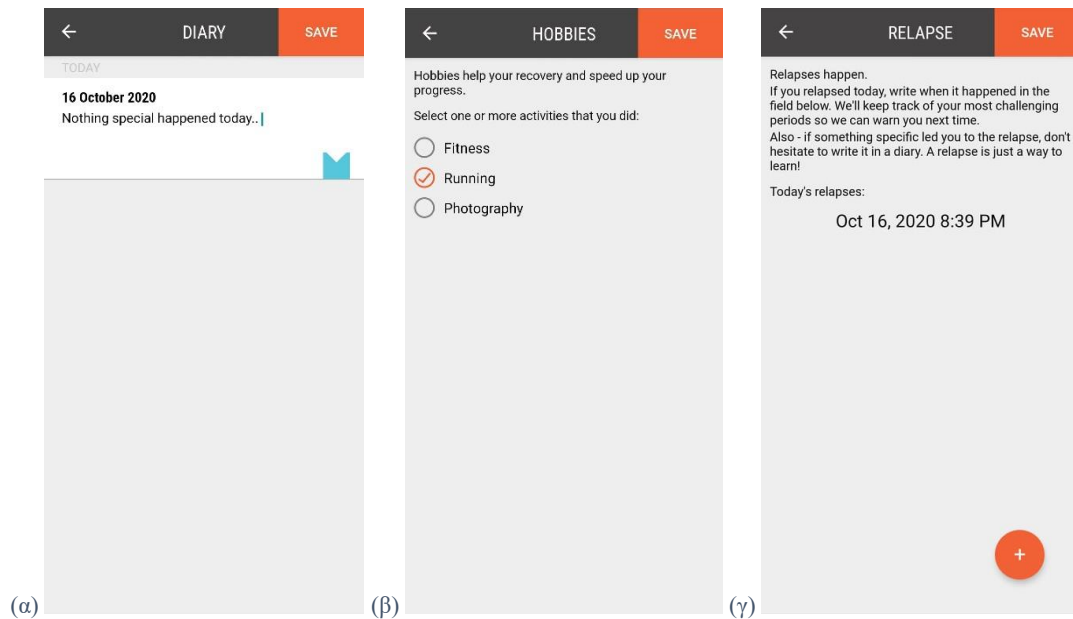 DIARY
SAVE
TODAY
16 October 2020
Nothing special happened today..
(α)
HOBBIES
SAVE
Hobbies help your recovery and speed up your
progress.
Select one or more activities that you did:
Fitness
Running
Photography
(β)
RELAPSE
SAVE
Relapses happen.
If you relapsed today, write when it happened in the
field below. We'll keep track of your most challenging
periods so we can warn you next time.
Also - if something specific led you to the relapse, don't
hesitate to write it in a diary. A relapse is just a way to
learn!
Today's relapses:
Oct 16, 2020 8:39 PM
+
(γ)